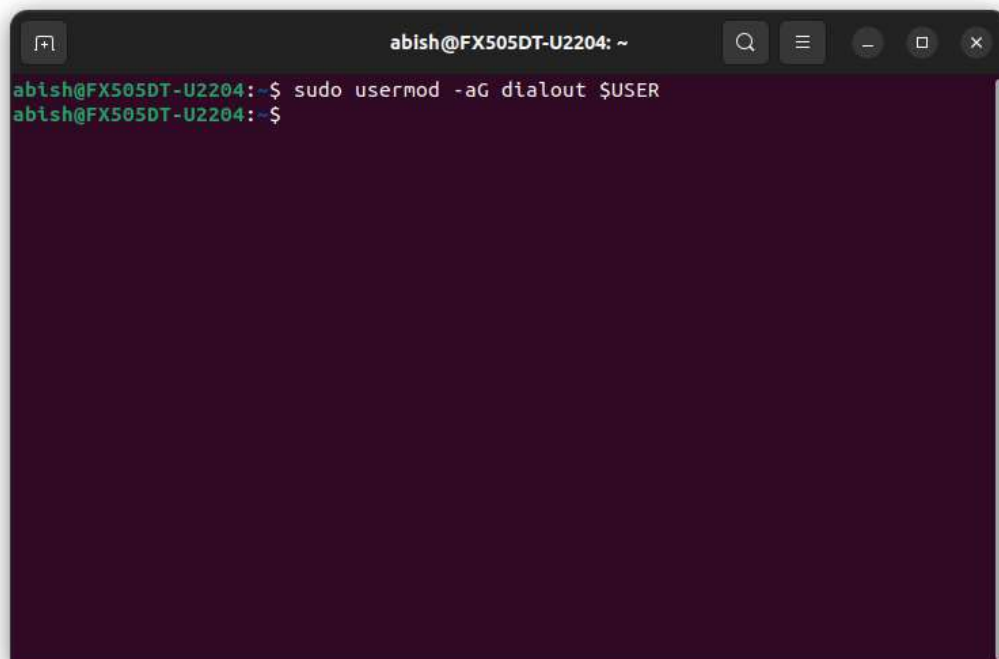 abish@FX505DT-U2204: ~
abish@FX505DT-U2204:~$ sudo usermod -aG dialout $USER
abish@FX505DT-U2204:~$